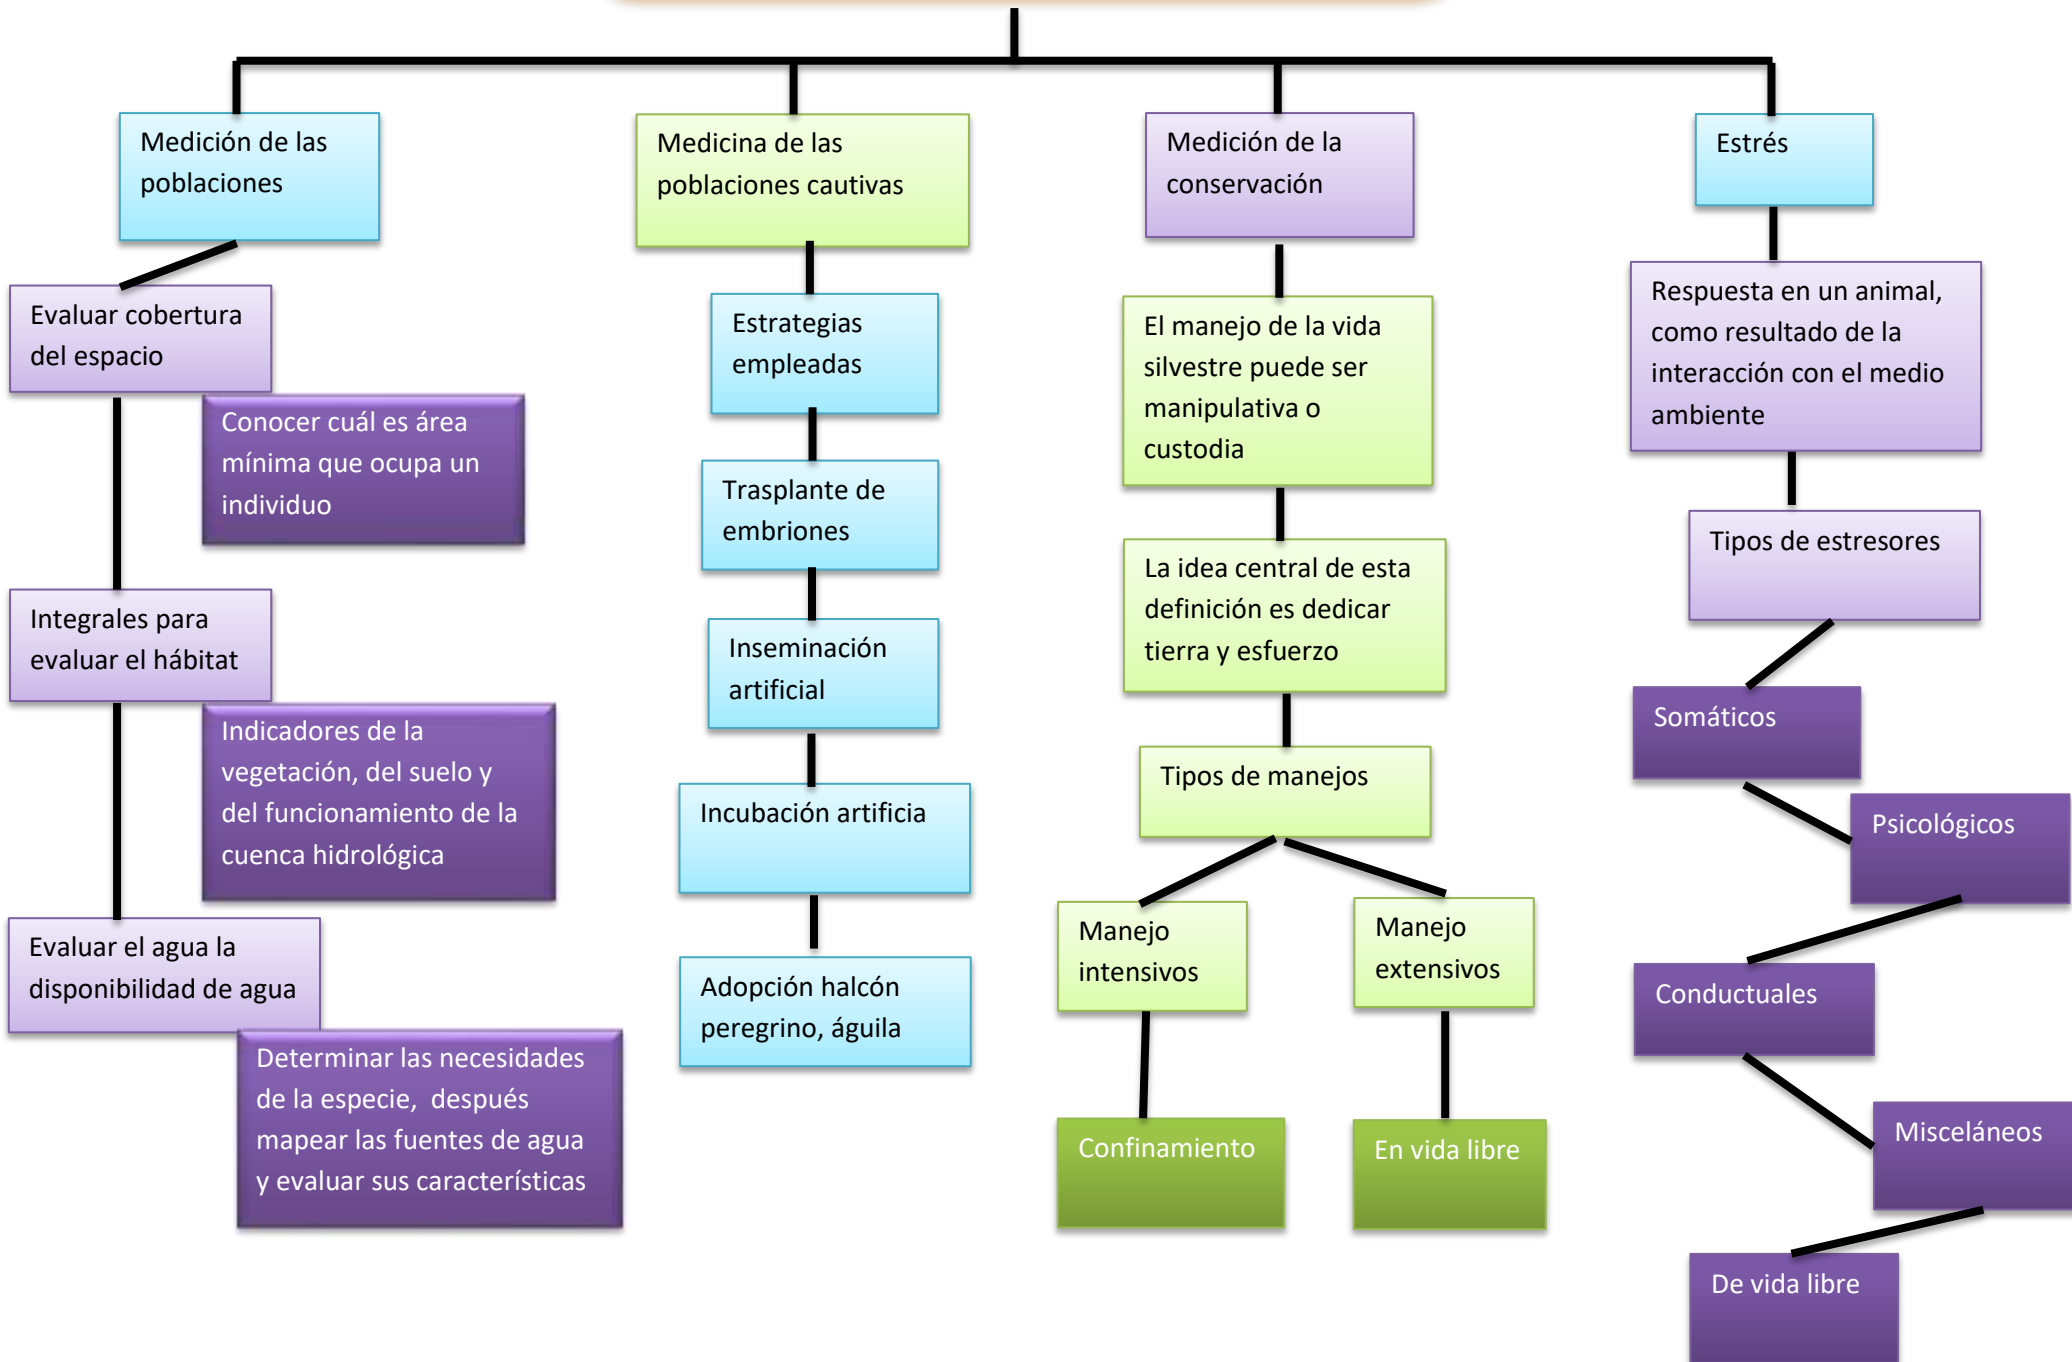 Medición de las
poblaciones
Medicina de las
poblaciones cautivas
Medición de la
conservación
Estrés
Evaluar cobertura
del espacio
Conocer cuál es área
mínima que ocupa un
individuo
Integrales para
evaluar el hábitat
Indicadores de la
vegetación, del suelo y
del funcionamiento de la
cuenca hidrológica
Evaluar el agua la
disponibilidad de agua
Determinar las necesidades
de la especie, después
mapear las fuentes de agua
y evaluar sus características
Estrategias
empleadas
Trasplante de
embriones
Inseminación
artificial
Incubación artificia
Adopción halcón
peregrino, águila
El manejo de la vida
silvestre puede ser
manipulativa o
custodia
La idea central de esta
definición es dedicar
tierra y esfuerzo
Tipos de manejos
Manejo
intensivos
Manejo
extensivos
Confinamiento
En vida libre
Respuesta en un animal,
como resultado de la
interacción con el medio
ambiente
Tipos de estresores
Somáticos
Psicológicos
Conductuales
Misceláneos
De vida libre